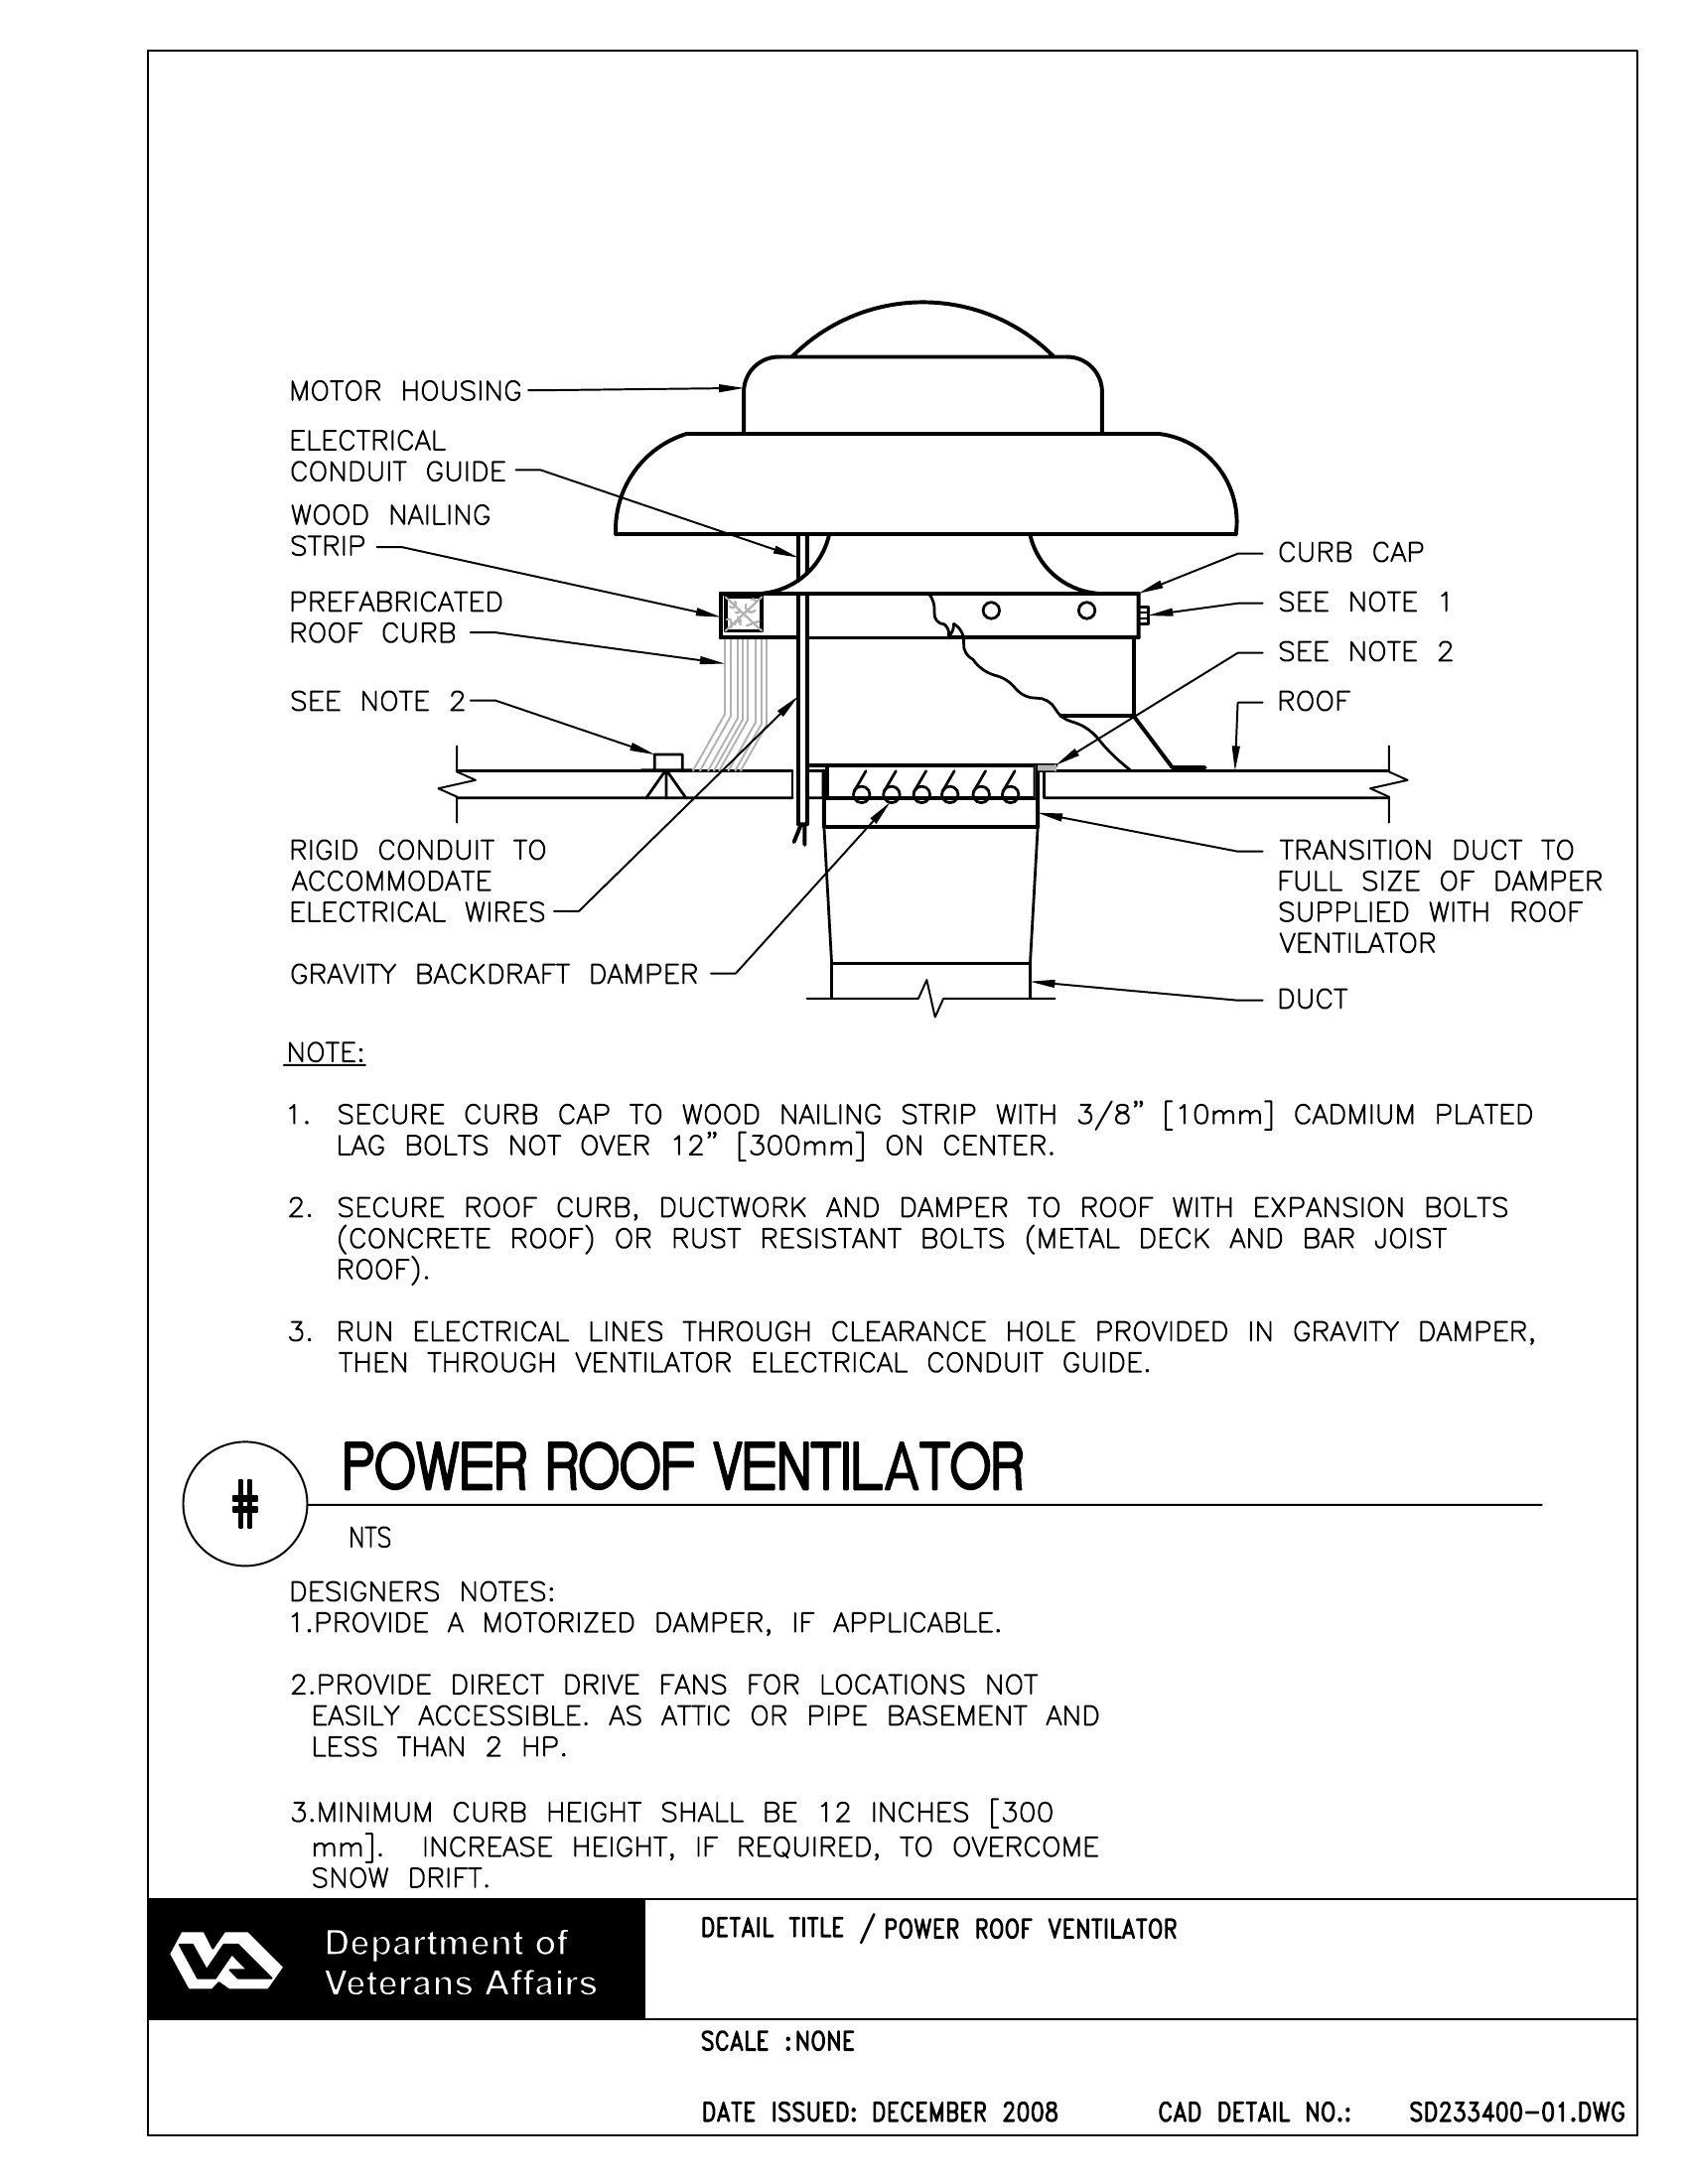 MOTOR HOUSING
ELECTRICAL
CONDUIT GUIDE
WOOD NAILING
STRIP
PREFABRICATED
ROOF CURB
SEE NOTE 2
RIGID CONDUIT TO
ACCOMMODATE
ELECTRICAL WIRES
GRAVITY BACKDRAFT DAMPER
CURB CAP
SEE NOTE 1
SEE NOTE 2
ROOF
TRANSITION DUCT TO
FULL SIZE OF DAMPER
SUPPLIED WITH ROOF
VENTILATOR
DUCT
NOTE:
1. SECURE CURB CAP TO WOOD NAILING STRIP WITH 3/8” [10mm] CADMIUM PLATED
LAG BOLTS NOT OVER 12” [300mm] ON CENTER.
2. SECURE ROOF CURB, DUCTWORK AND DAMPER TO ROOF WITH EXPANSION BOLTS
(CONCRETE ROOF) OR RUST RESISTANT BOLTS (METAL DECK AND BAR JOIST
ROOF).
3. RUN ELECTRICAL LINES THROUGH CLEARANCE HOLE PROVIDED IN GRAVITY DAMPER,
THEN THROUGH VENTILATOR ELECTRICAL CONDUIT GUIDE.
# POWER ROOF VENTILATOR
NTS
DESIGNERS NOTES:
1.PROVIDE A MOTORIZED DAMPER, IF APPLICABLE.
2.PROVIDE DIRECT DRIVE FANS FOR LOCATIONS NOT
EASILY ACCESSIBLE. AS ATTIC OR PIPE BASEMENT AND
LESS THAN 2 HP.
3.MINIMUM CURB HEIGHT SHALL BE 12 INCHES [300
mm]. INCREASE HEIGHT, IF REQUIRED, TO OVERCOME
SNOW DRIFT.
Department of
Veterans Affairs
DETAIL TITLE / POWER ROOF VENTILATOR
SCALE :NONE
DATE ISSUED: DECEMBER 2008 CAD DETAIL NO.: SD233400-01.DWG